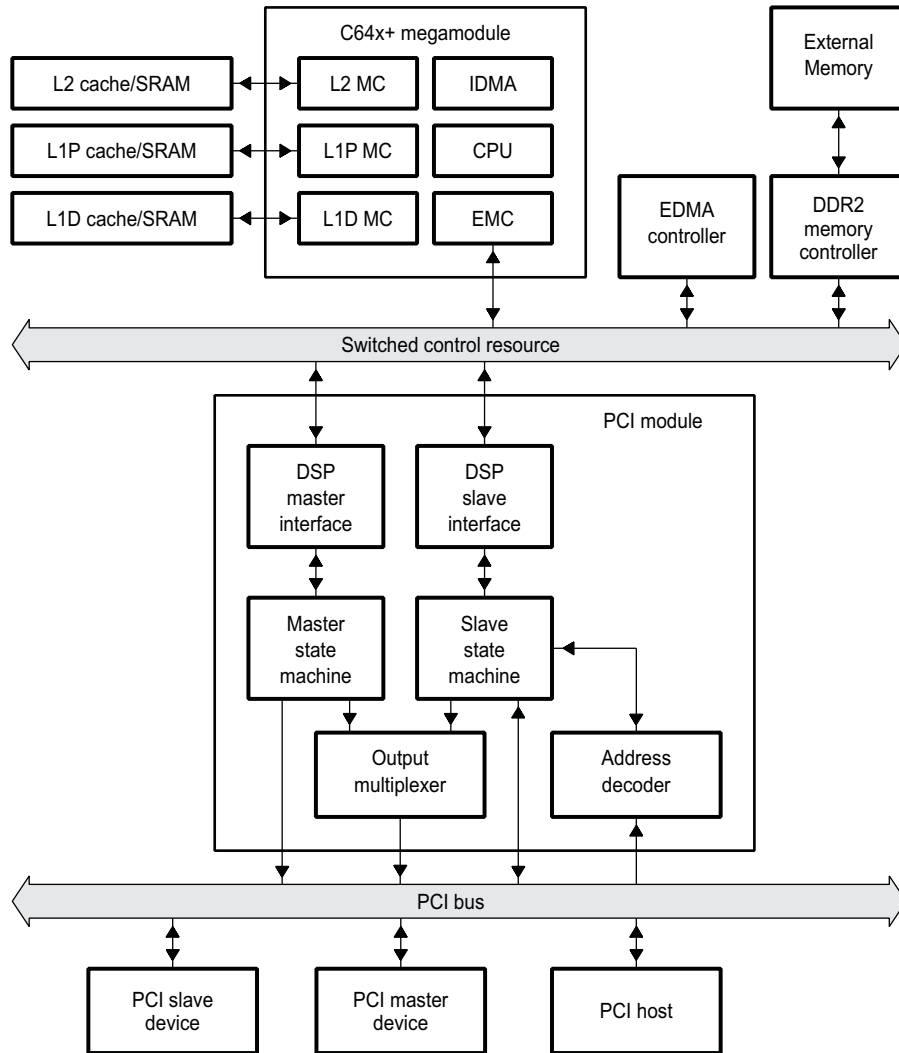 C64x+ megamodule
External
Memory
L2 cache/SRAM
L2 MC
IDMA
L1P cache/SRAM
L1P MC
CPU
L1D cache/SRAM
L1D MC
EMC
EDMA
controller
DDR2
memory
controller
Switched control resource
PCI module
DSP
master
interface
DSP
slave
interface
Master
state
machine
Slave
state
machine
Output
multiplexer
Address
decoder
PCI bus
PCI slave
device
PCI master
device
PCI host